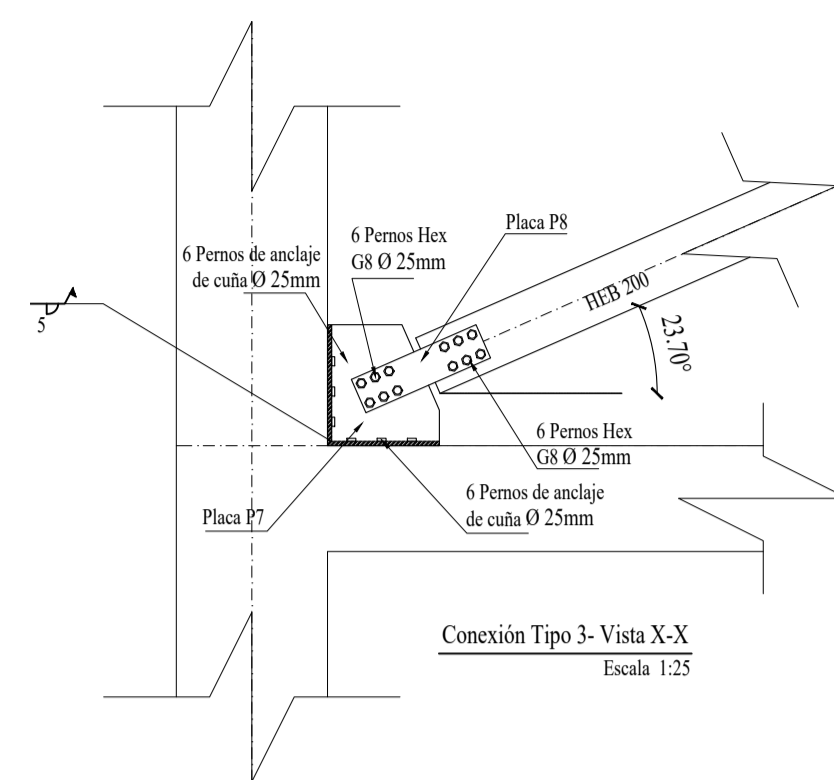 6 Pernos de anclaje
de cuña Ø 25mm
6 Pernos Hex
G8 Ø 25mm
Placa P8
HEB 200
23.70°
5
6 Pernos Hex
G8 Ø 25mm
6 Pernos de anclaje
de cuña Ø 25mm
Placa P7
Conexión Tipo 3- Vista X-X
Escala 1:25